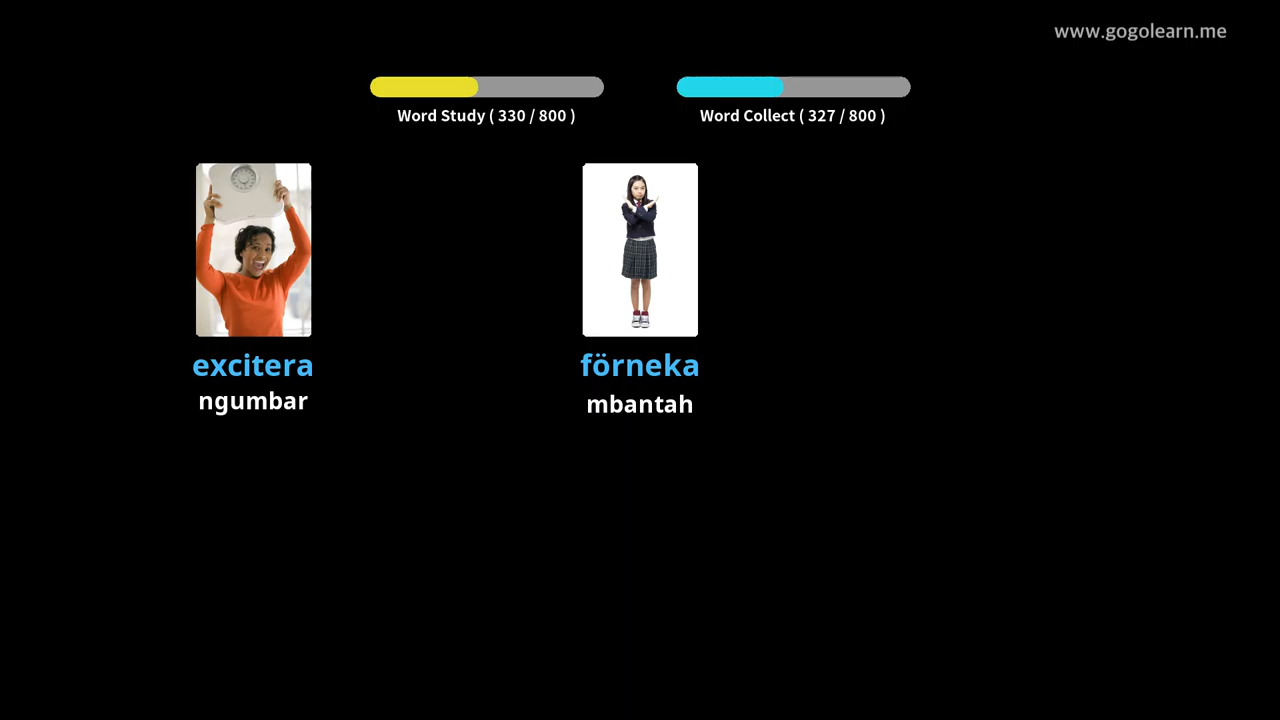 www.gogolearn.me
Word Study ( 330 / 800 )
Word Collect ( 327 / 800 )
excitera
ngumbar
förneka
mbantah